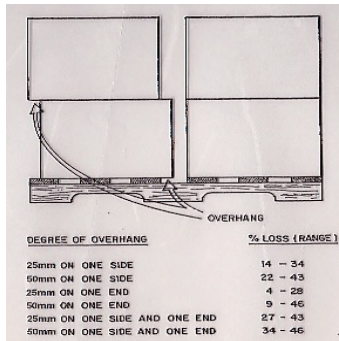 OVERHANG
DEGREE OF OVERHANG % LOSS (RANGE)
25mm ON ONE SIDE 14 - 34
50mm ON ONE SIDE 22 - 43
25mm ON ONE END 4 - 28
50mm ON ONE END 9 - 46
25mm ON ONE SIDE AND ONE END 27 - 43
50mm ON ONE SIDE AND ONE END 34 - 46